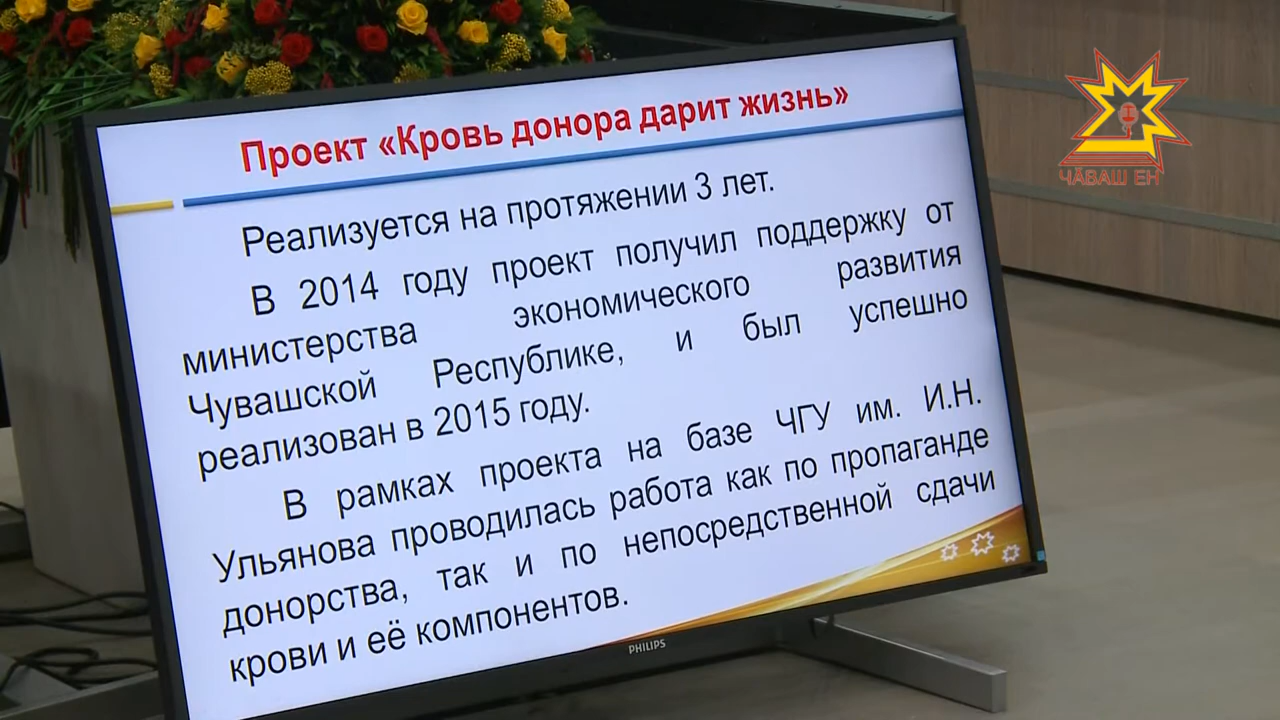 Проект «Кровь донора дарит жизнь»
Реализуется на протяжении 3 лет.
В 2014 году проект получил поддержку от
министерства экономического развития
Чувашской Республике, и был успешно
реализован в 2015 году.
В рамках проекта на базе ЧГУ им. И.Н.
Ульянова проводилась работа как по пропаганде
донорства, так и по непосредственной сдачи
крови и её компонентов.
PHILIPS
ЧӐВАШ ЕН